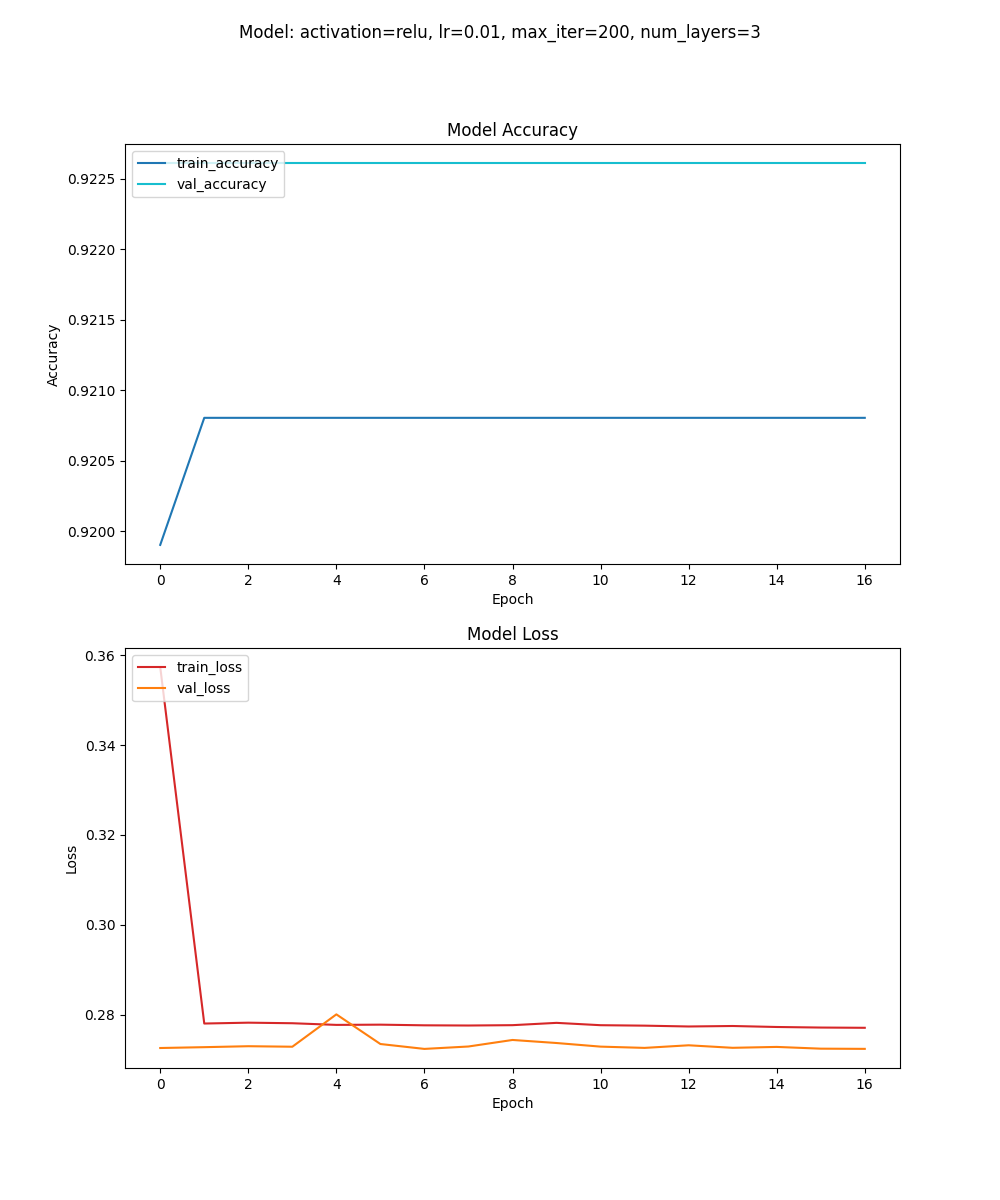 Model: activation=relu, lr=0.01, max_iter=200, num_layers=3
Model Accuracy
train_accuracy
val_accuracy
0.9225
0.9220
0.9215
0.9210
0.9205
0.9200
Accuracy
0 2 4 6 8 10 12 14 16
Epoch
Model Loss
train_loss
val_loss
0.36
0.34
0.32
0.30
0.28
Loss
0 2 4 6 8 10 12 14 16
Epoch